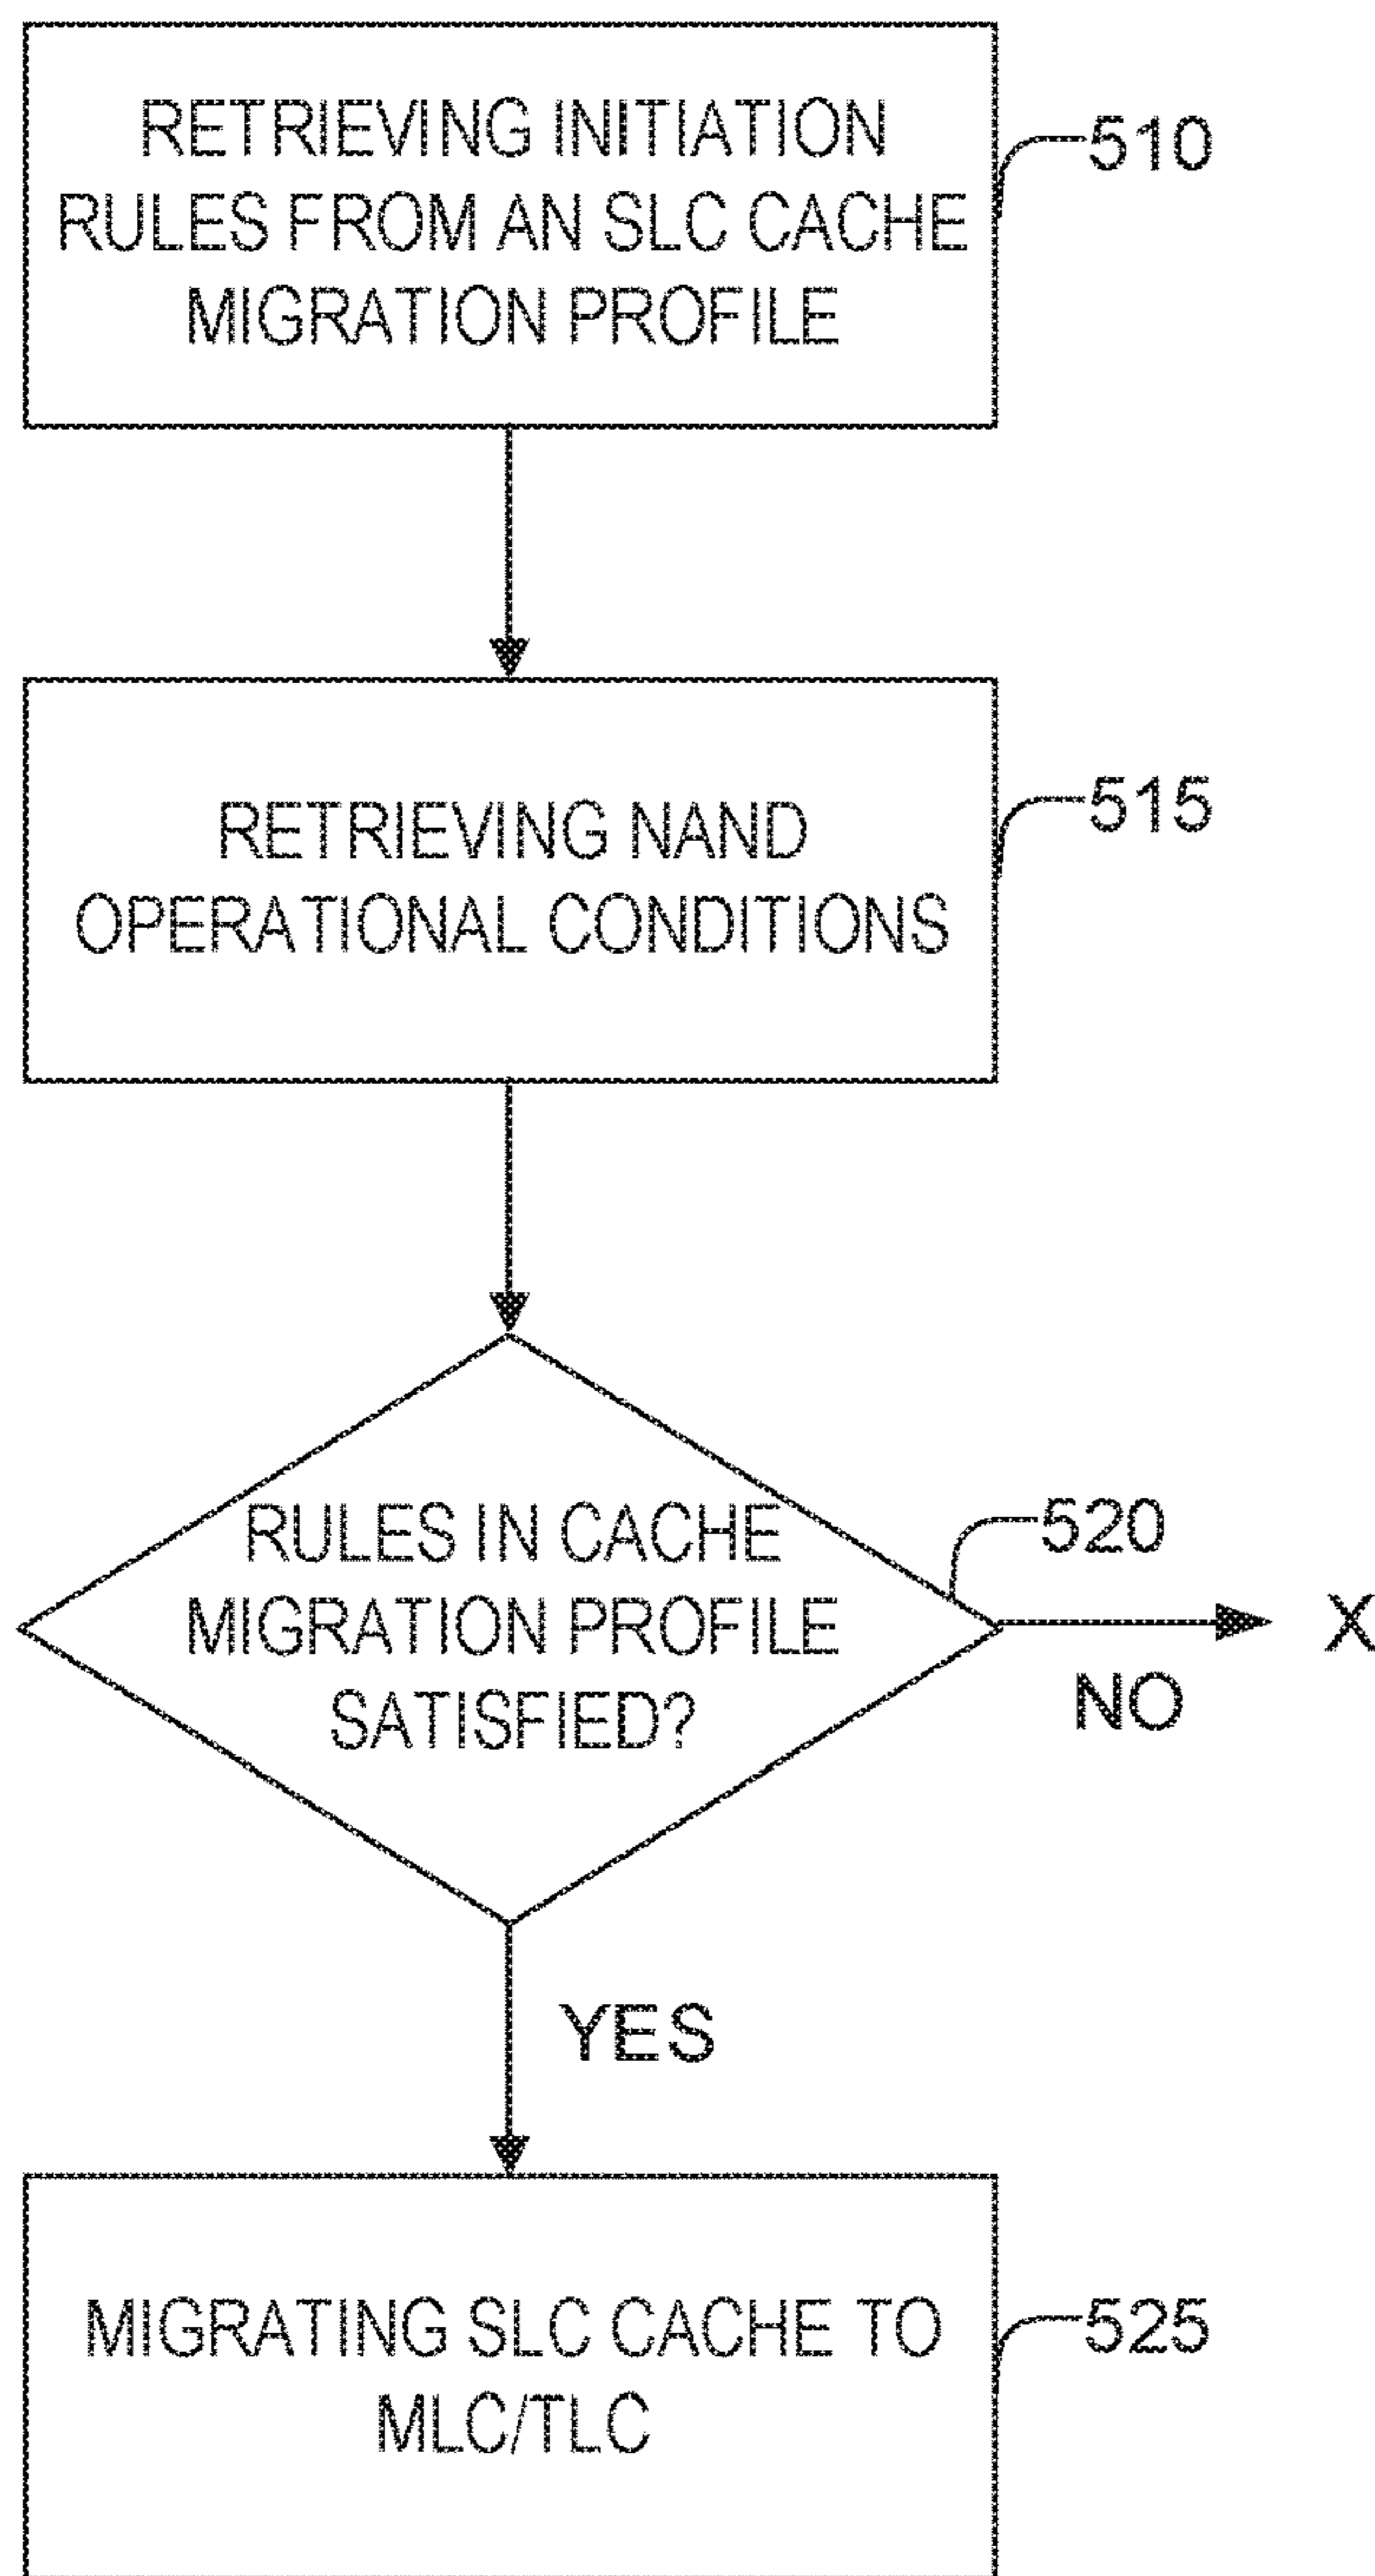 RETRIEVING INITIATION
RULES FROM AN SLC CACHE
MIGRATION PROFILE
510
RETRIEVING NAND
OPERATIONAL CONDITIONS
515
RULES IN CACHE
MIGRATION PROFILE
SATISFIED?
520
X
NO
YES
MIGRATING SLC CACHE TO
MLC/TLC
525